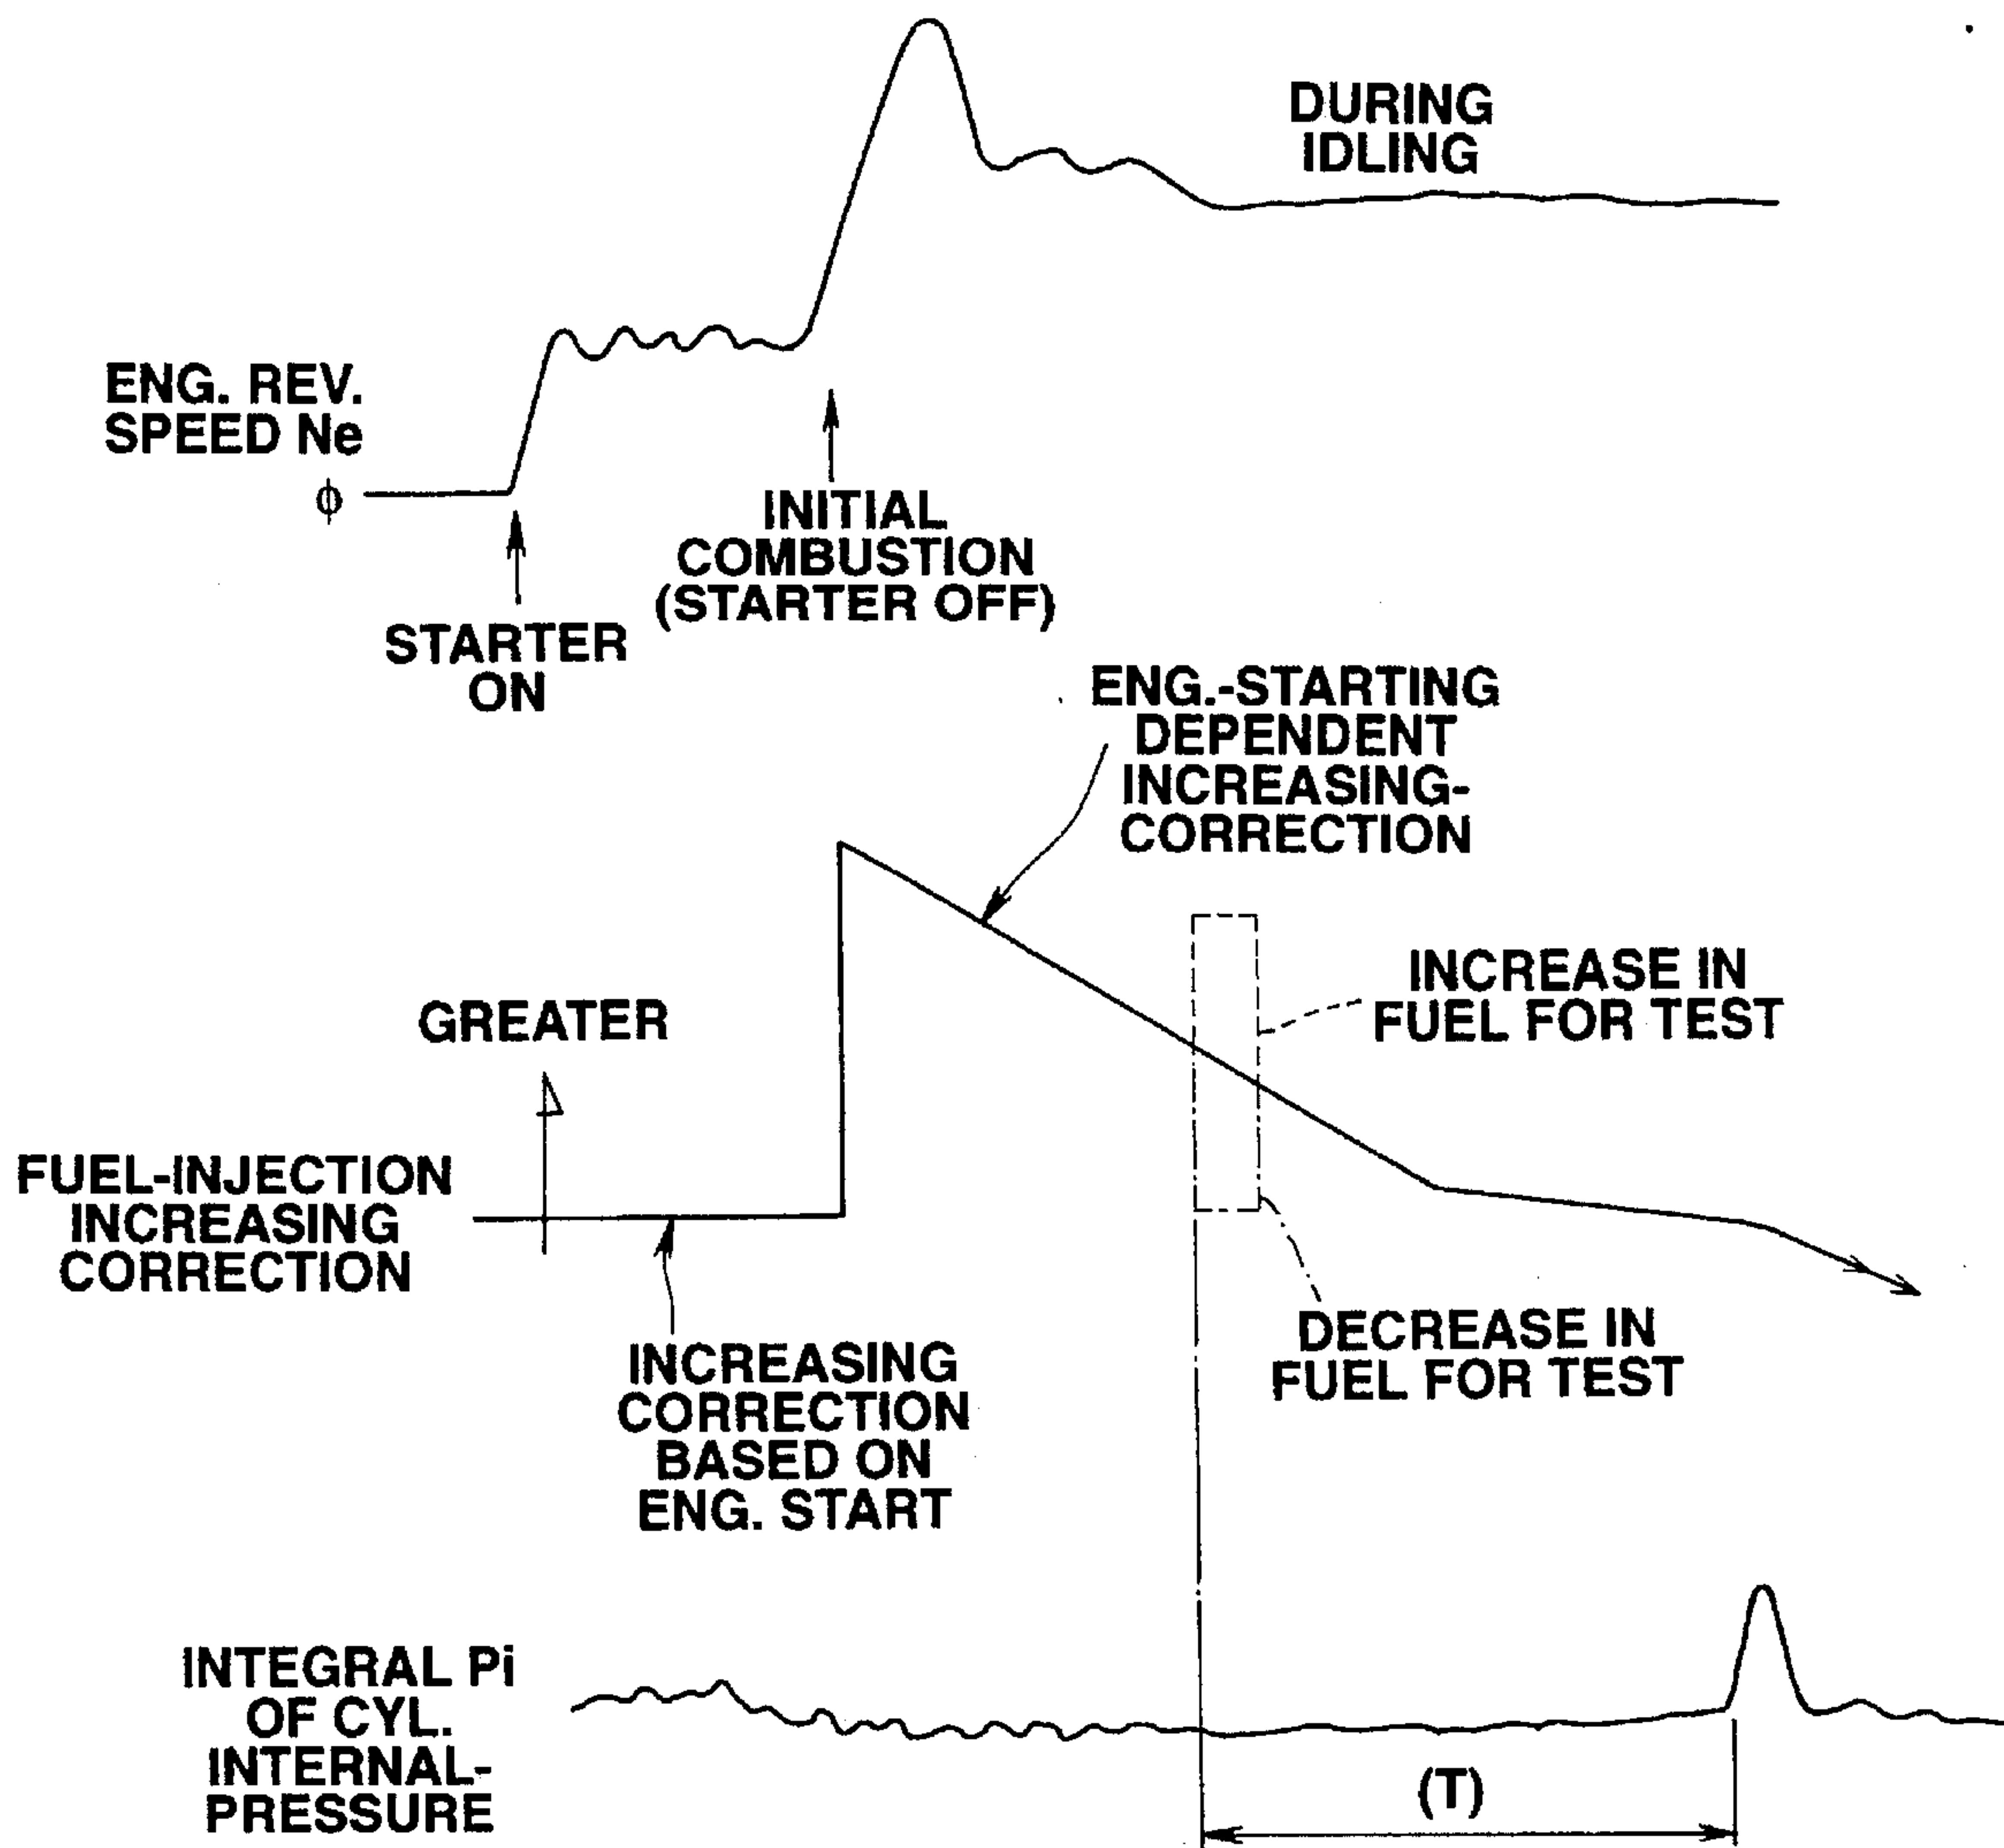 DURING
IDLING
ENG. REV.
SPEED Ne
ϕ
INITIAL
COMBUSTION
(STARTER OFF)
STARTER
ON
ENG.-STARTING
DEPENDENT
INCREASING-
CORRECTION
GREATER
INCREASE IN
FUEL FOR TEST
FUEL-INJECTION
INCREASING
CORRECTION
DECREASE IN
FUEL FOR TEST
INCREASING
CORRECTION
BASED ON
ENG. START
INTEGRAL Pi
OF CYL.
INTERNAL-
PRESSURE
(T)